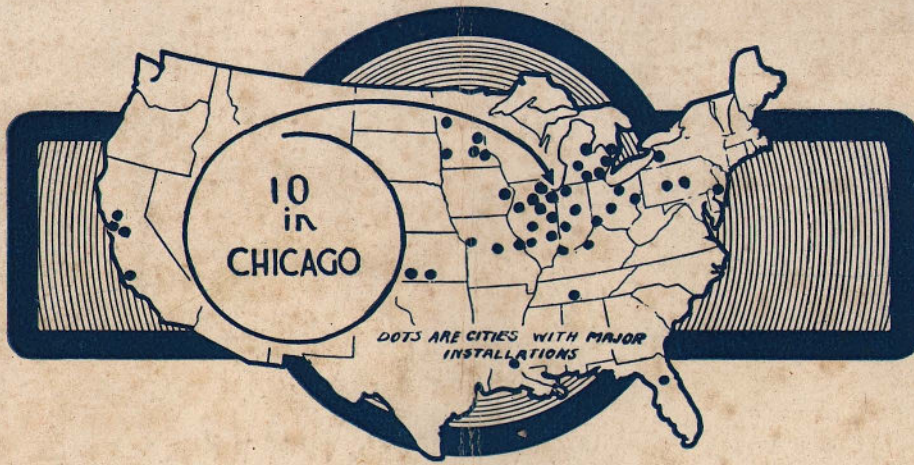 10
in
CHICAGO
DOTS ARE CITIES WITH MAJOR
INSTALLATIONS